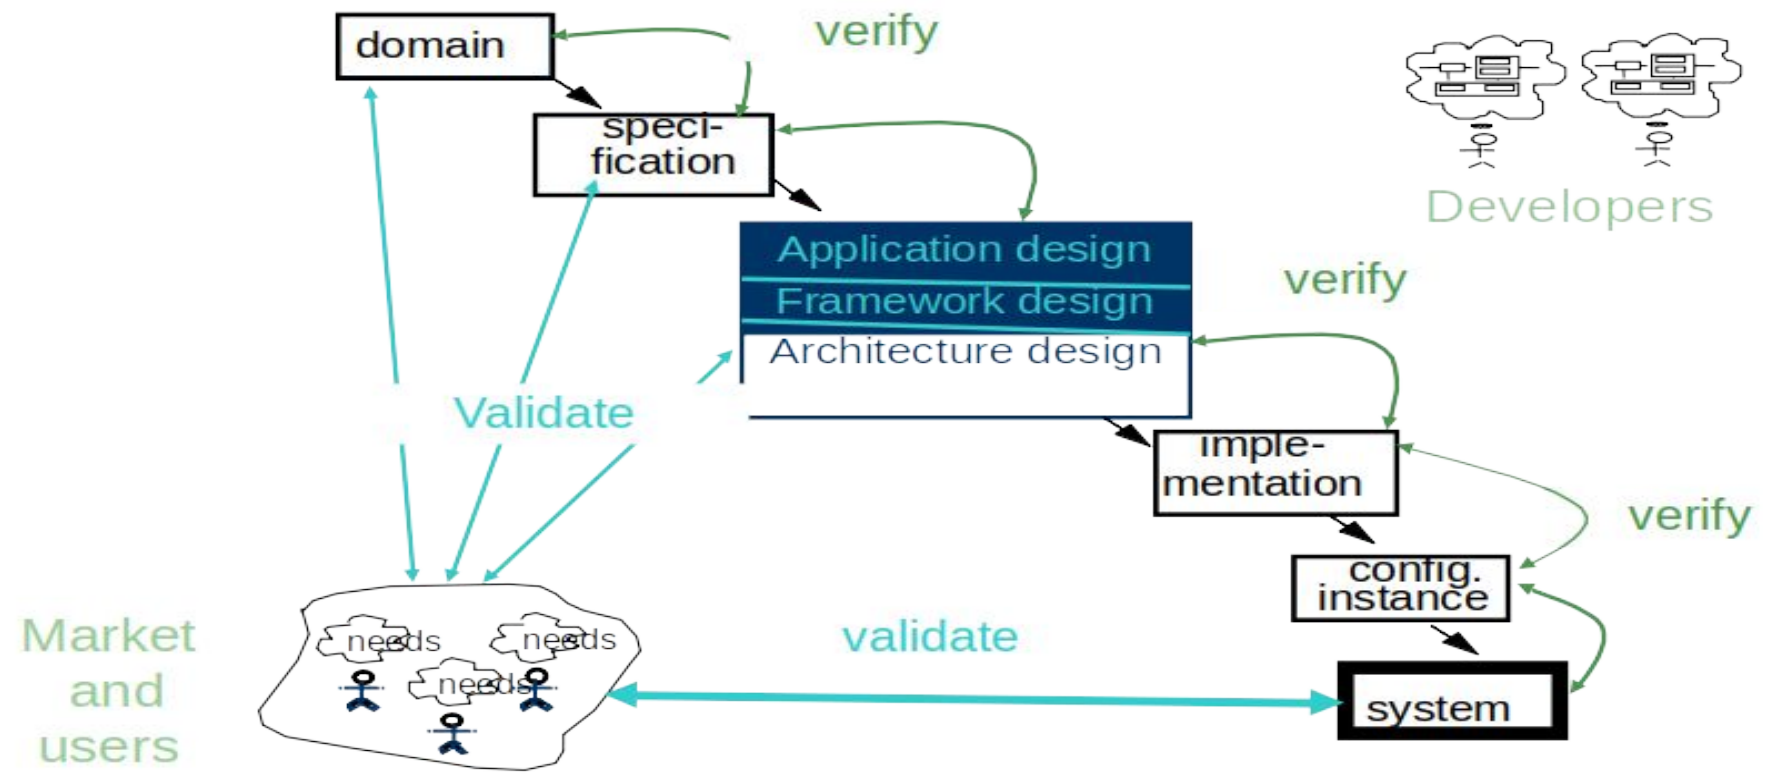 domain
verify
speci-
fication
Developers
Application design
Framework design
Architecture design
verify
Validate
imple-
mentation
verify
config.
instance
Market
and
users
needs
needs
needs
validate
system